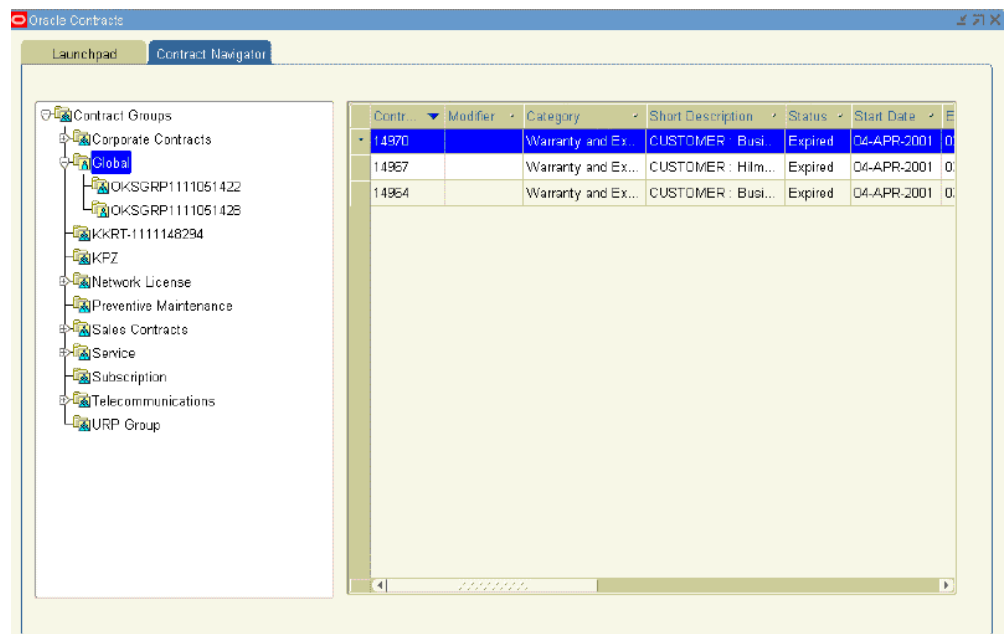 Oracle Contracts
Launchpad Contract Navigator
Contract Groups
Corporate Contracts
Global
OKSGRP1111051422
OKSGRP1111051428
KKRT-1111148294
KPZ
Network License
Preventive Maintenance
Sales Contracts
Service
Subscription
Telecommunications
URP Group
Contr... Modifier Category Short Description Status Start Date E
14970 Warranty and Ex... CUSTOMER : Busi... Expired 04-APR-2001 0
14967 Warranty and Ex... CUSTOMER : Hilm... Expired 04-APR-2001 0
14964 Warranty and Ex... CUSTOMER : Busi... Expired 04-APR-2001 0